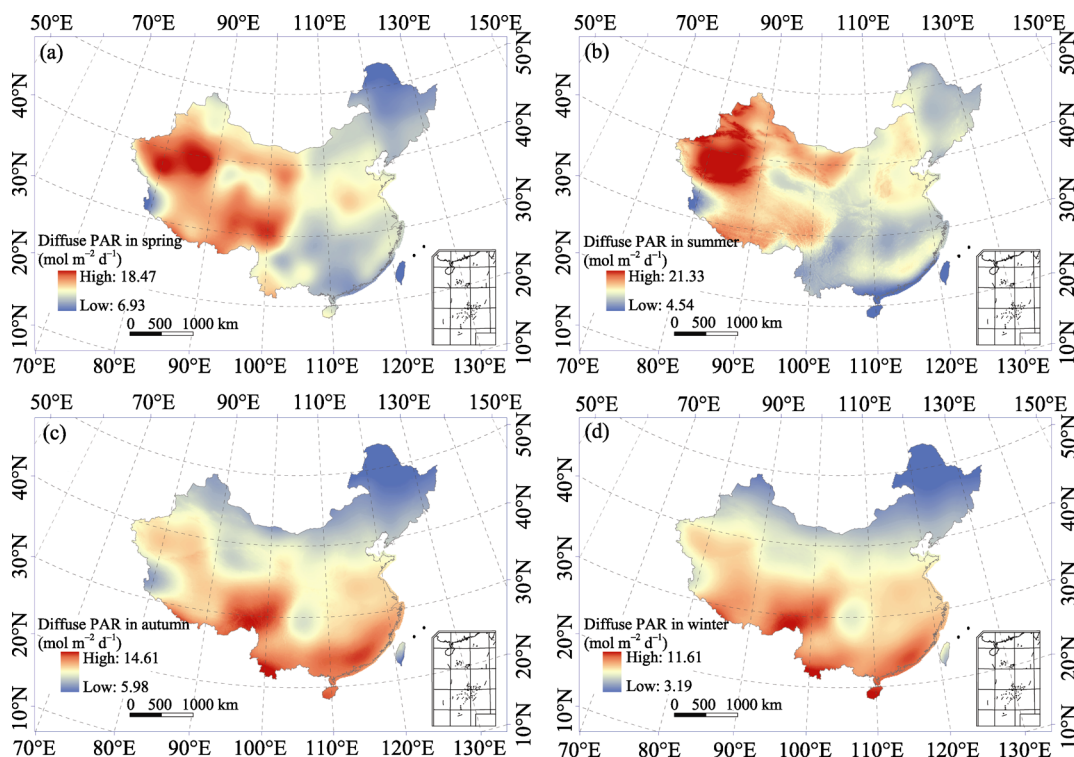 50°E 70°E 90°E 110°E 130°E 150°E
(a)
50°N
40°N
40°N
30°N
30°N
20°N
20°N
10°N
10°N
Diffuse PAR in spring
(mol m⁻² d⁻¹)
High: 18.47
Low: 6.93
0 500 1000 km
70°E 80°E 90°E 100°E 110°E 120°E 130°E
50°E 70°E 90°E 110°E 130°E 150°E
(b)
50°N
40°N
40°N
30°N
30°N
20°N
20°N
10°N
10°N
Diffuse PAR in summer
(mol m⁻² d⁻¹)
High: 21.33
Low: 4.54
0 500 1000 km
70°E 80°E 90°E 100°E 110°E 120°E 130°E
50°E 70°E 90°E 110°E 130°E 150°E
(c)
50°N
40°N
40°N
30°N
30°N
20°N
20°N
10°N
10°N
Diffuse PAR in autumn
(mol m⁻² d⁻¹)
High: 14.61
Low: 5.98
0 500 1000 km
70°E 90°E 100°E 110°E 120°E 130°E
50°E 70°E 90°E 110°E 130°E 150°E
(d)
50°N
40°N
40°N
30°N
30°N
20°N
20°N
10°N
10°N
Diffuse PAR in winter
(mol m⁻² d⁻¹)
High: 11.61
Low: 3.19
0 500 1000 km
70°E 80°E 90°E 100°E 110°E 120°E 130°E